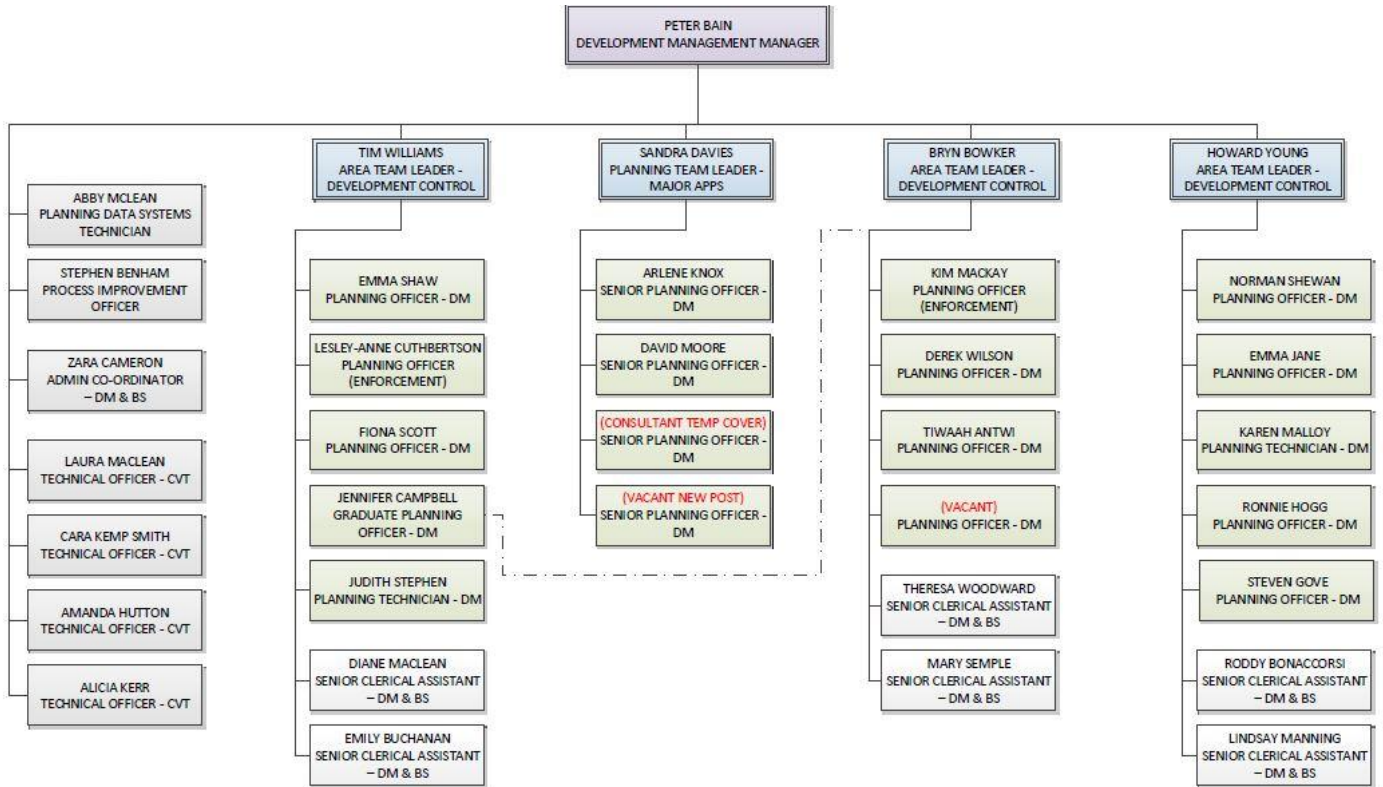 PETER BAIN
DEVELOPMENT MANAGEMENT MANAGER
ABBY MCLEAN
PLANNING DATA SYSTEMS
TECHNICIAN
STEPHEN BENHAM
PROCESS IMPROVEMENT
OFFICER
ZARA CAMERON
ADMIN CO-ORDINATOR
– DM & BS
LAURA MACLEAN
TECHNICAL OFFICER - CVT
CARA KEMP SMITH
TECHNICAL OFFICER - CVT
AMANDA HUTTON
TECHNICAL OFFICER - CVT
ALICIA KERR
TECHNICAL OFFICER - CVT
TIM WILLIAMS
AREA TEAM LEADER -
DEVELOPMENT CONTROL
EMMA SHAW
PLANNING OFFICER - DM
LESLEY-ANNE CUTHBERTSON
PLANNING OFFICER
(ENFORCEMENT)
FIONA SCOTT
PLANNING OFFICER - DM
JENNIFER CAMPBELL
GRADUATE PLANNING
OFFICER - DM
JUDITH STEPHEN
PLANNING TECHNICIAN - DM
DIANE MACLEAN
SENIOR CLERICAL ASSISTANT
– DM & BS
EMILY BUCHANAN
SENIOR CLERICAL ASSISTANT
– DM & BS
SANDRA DAVIES
PLANNING TEAM LEADER -
MAJOR APPS
ARLENE KNOX
SENIOR PLANNING OFFICER -
DM
DAVID MOORE
SENIOR PLANNING OFFICER -
DM
(CONSULTANT TEMP COVER)
SENIOR PLANNING OFFICER -
DM
(VACANT NEW POST)
SENIOR PLANNING OFFICER -
DM
BRYN BOWKER
AREA TEAM LEADER -
DEVELOPMENT CONTROL
KIM MACKAY
PLANNING OFFICER
(ENFORCEMENT)
DEREK WILSON
PLANNING OFFICER - DM
TIWAAH ANTWI
PLANNING OFFICER - DM
(VACANT)
PLANNING OFFICER - DM
THERESA WOODWARD
SENIOR CLERICAL ASSISTANT
– DM & BS
MARY SEMPLE
SENIOR CLERICAL ASSISTANT
– DM & BS
HOWARD YOUNG
AREA TEAM LEADER -
DEVELOPMENT CONTROL
NORMAN SHEWAN
PLANNING OFFICER - DM
EMMA JANE
PLANNING OFFICER - DM
KAREN MALLOY
PLANNING TECHNICIAN - DM
RONNIE HOGG
PLANNING OFFICER - DM
STEVEN GOVE
PLANNING OFFICER - DM
RODDY BONACCORSI
SENIOR CLERICAL ASSISTANT
– DM & BS
LINDSAY MANNING
SENIOR CLERICAL ASSISTANT
– DM & BS